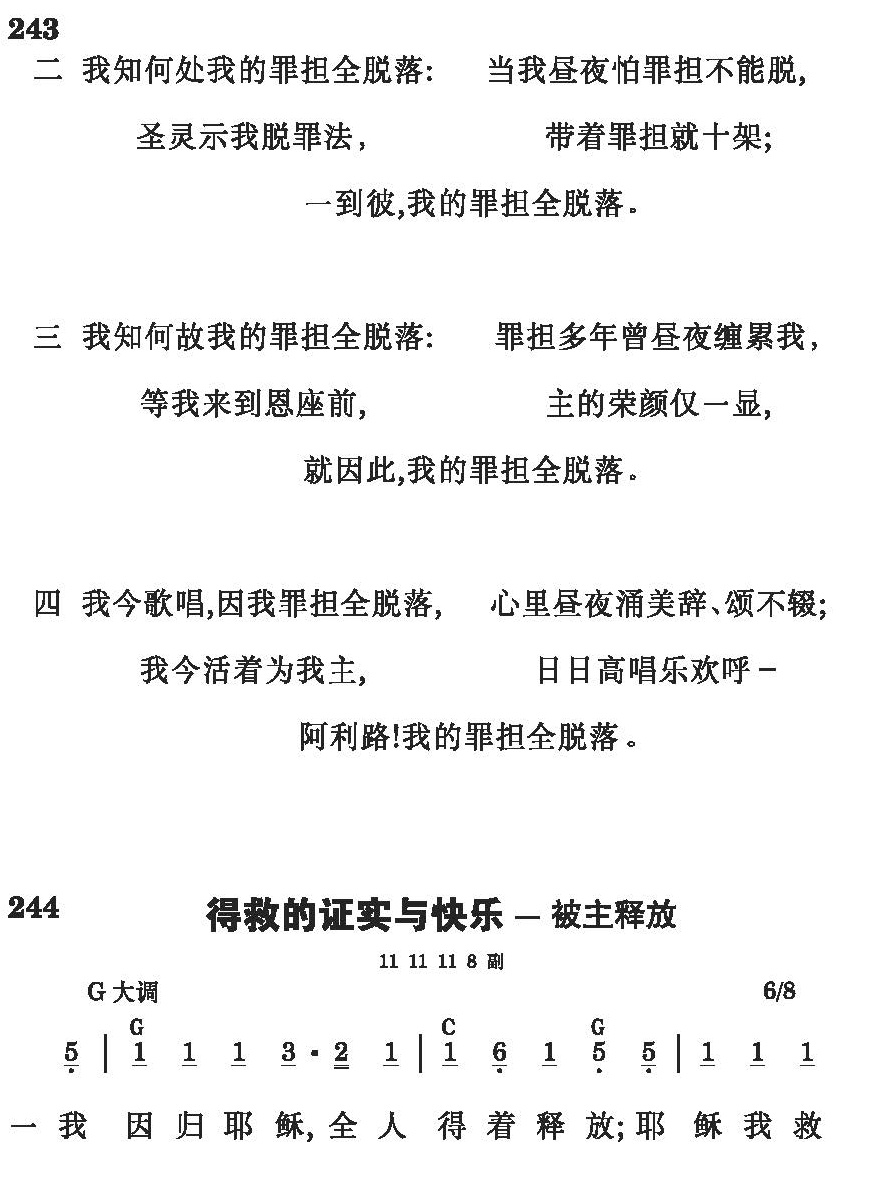 243
二 我知何处我的罪担全脱落: 当我昼夜怕罪担不能脱,
圣灵示我脱罪法, 带着罪担就十架;
一到彼,我的罪担全脱落。
三 我知何故我的罪担全脱落: 罪担多年曾昼夜缠累我,
等我来到恩座前, 主的荣颜仅一显,
就因此,我的罪担全脱落。
四 我今歌唱,因我罪担全脱落, 心里昼夜涌美辞、颂不辍;
我今活着为我主, 日日高唱乐欢呼－
阿利路!我的罪担全脱落。
244 得救的证实与快乐 — 被主释放
11 11 11 8 副
G 大调 6/8
G C G
5 | 1 1 1 3 · 2 1 | 1 6 1 5 5 | 1 1 1
一 我 因 归 耶 稣, 全 人 得 着 释 放; 耶 稣 我 救